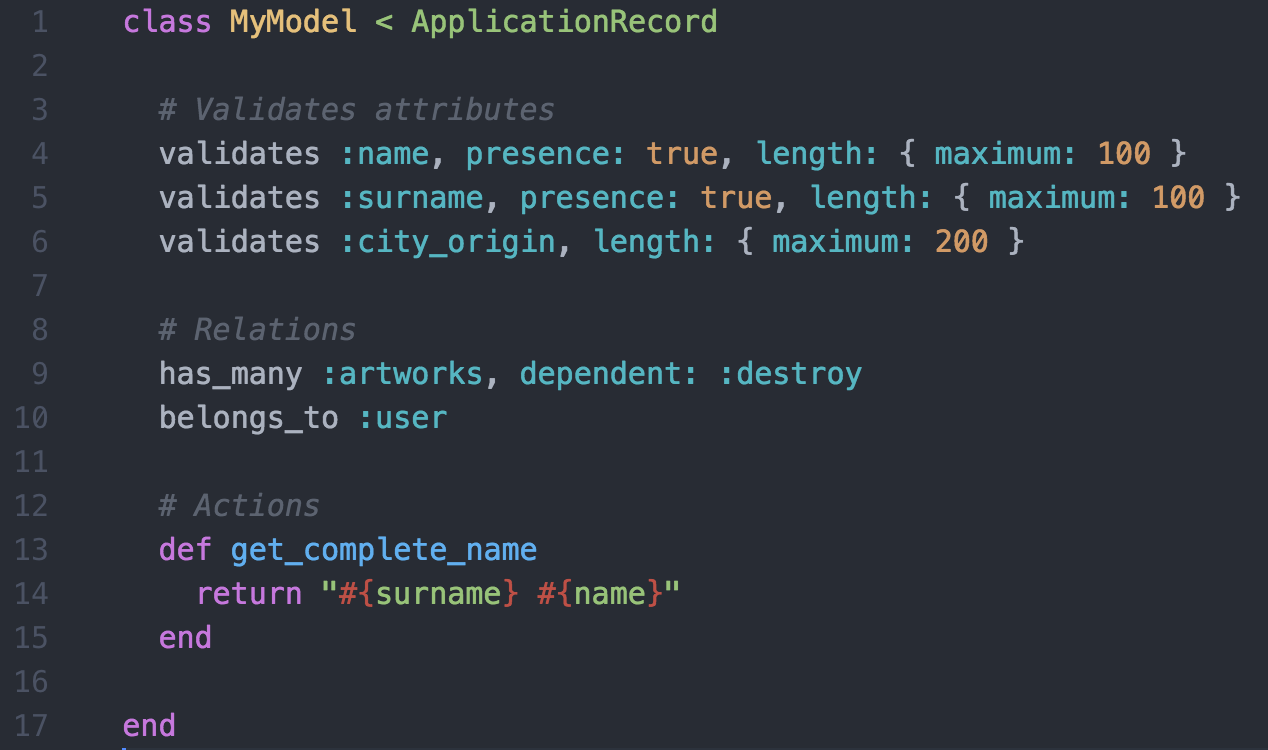 1 class MyModel < ApplicationRecord
2
3 # Validates attributes
4 validates :name, presence: true, length: { maximum: 100 }
5 validates :surname, presence: true, length: { maximum: 100 }
6 validates :city_origin, length: { maximum: 200 }
7
8 # Relations
9 has_many :artworks, dependent: :destroy
10 belongs_to :user
11
12 # Actions
13 def get_complete_name
14 return "#{surname} #{name}"
15 end
16
17 end